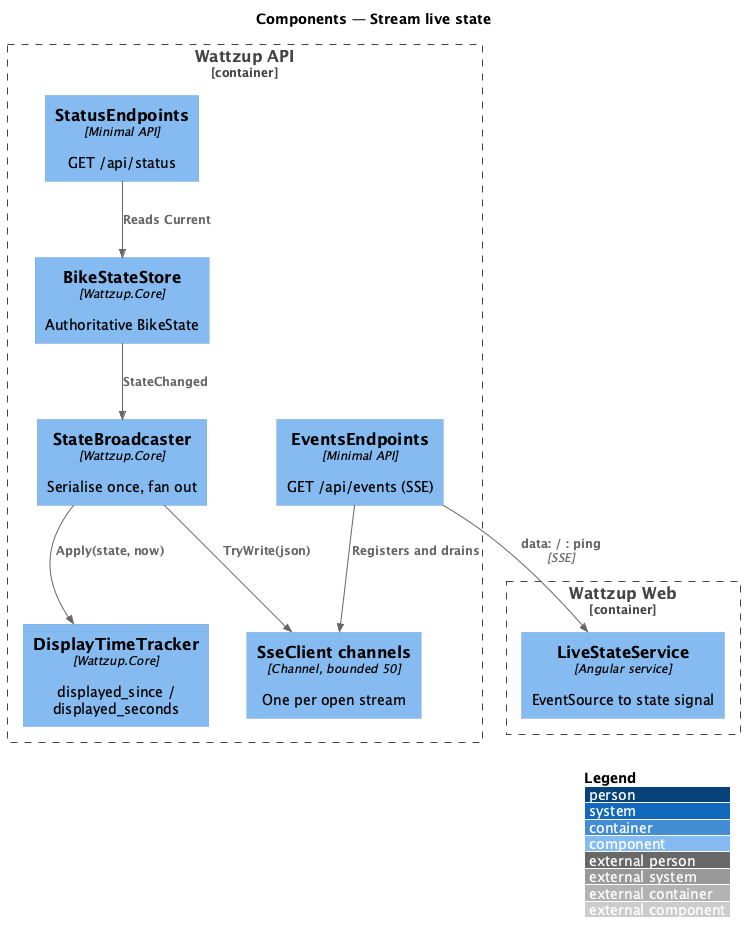 Components — Stream live state
Wattzup API
[container]
StatusEndpoints
[Minimal API]
GET /api/status
Reads Current
BikeStateStore
[Wattzup.Core]
Authoritative BikeState
StateChanged
StateBroadcaster
[Wattzup.Core]
Serialise once, fan out
EventsEndpoints
[Minimal API]
GET /api/events (SSE)
Apply(state, now)
TryWrite(json)
Registers and drains
data: / : ping
[SSE]
DisplayTimeTracker
[Wattzup.Core]
displayed_since /
displayed_seconds
SseClient channels
[Channel, bounded 50]
One per open stream
Wattzup Web
[container]
LiveStateService
[Angular service]
EventSource to state signal
Legend
person
system
container
component
external person
external system
external container
external component